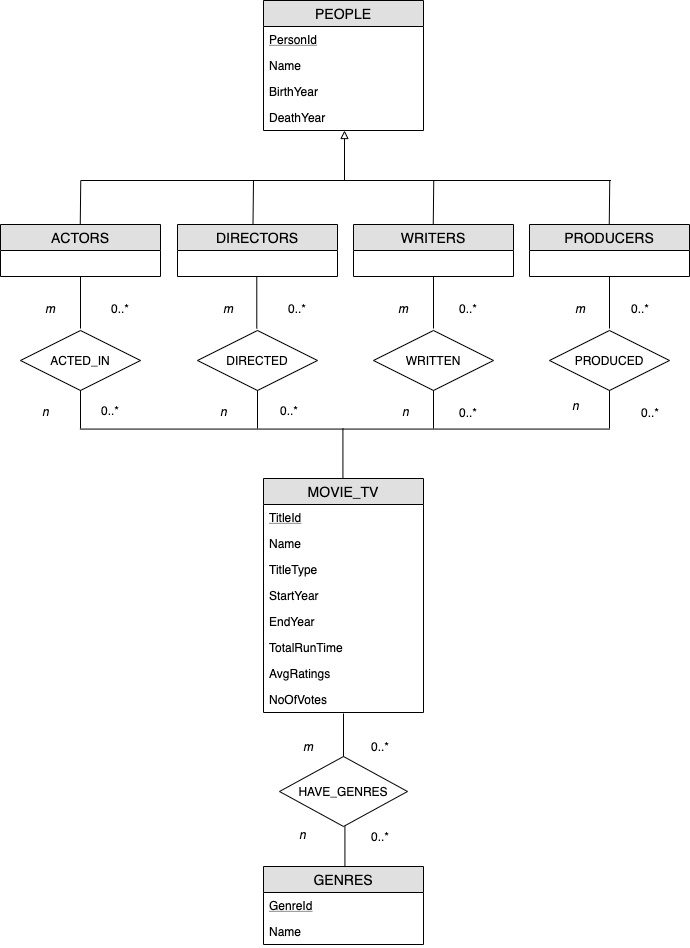 PEOPLE
PersonId
Name
BirthYear
DeathYear
ACTORS
DIRECTORS
WRITERS
PRODUCERS
m 0..* m 0..* m 0..* m 0..*
ACTED_IN
DIRECTED
WRITTEN
PRODUCED
n 0..* n 0..* n 0..* n 0..*
MOVIE_TV
TitleId
Name
TitleType
StartYear
EndYear
TotalRunTime
AvgRatings
NoOfVotes
m 0..*
HAVE_GENRES
n 0..*
GENRES
GenreId
Name